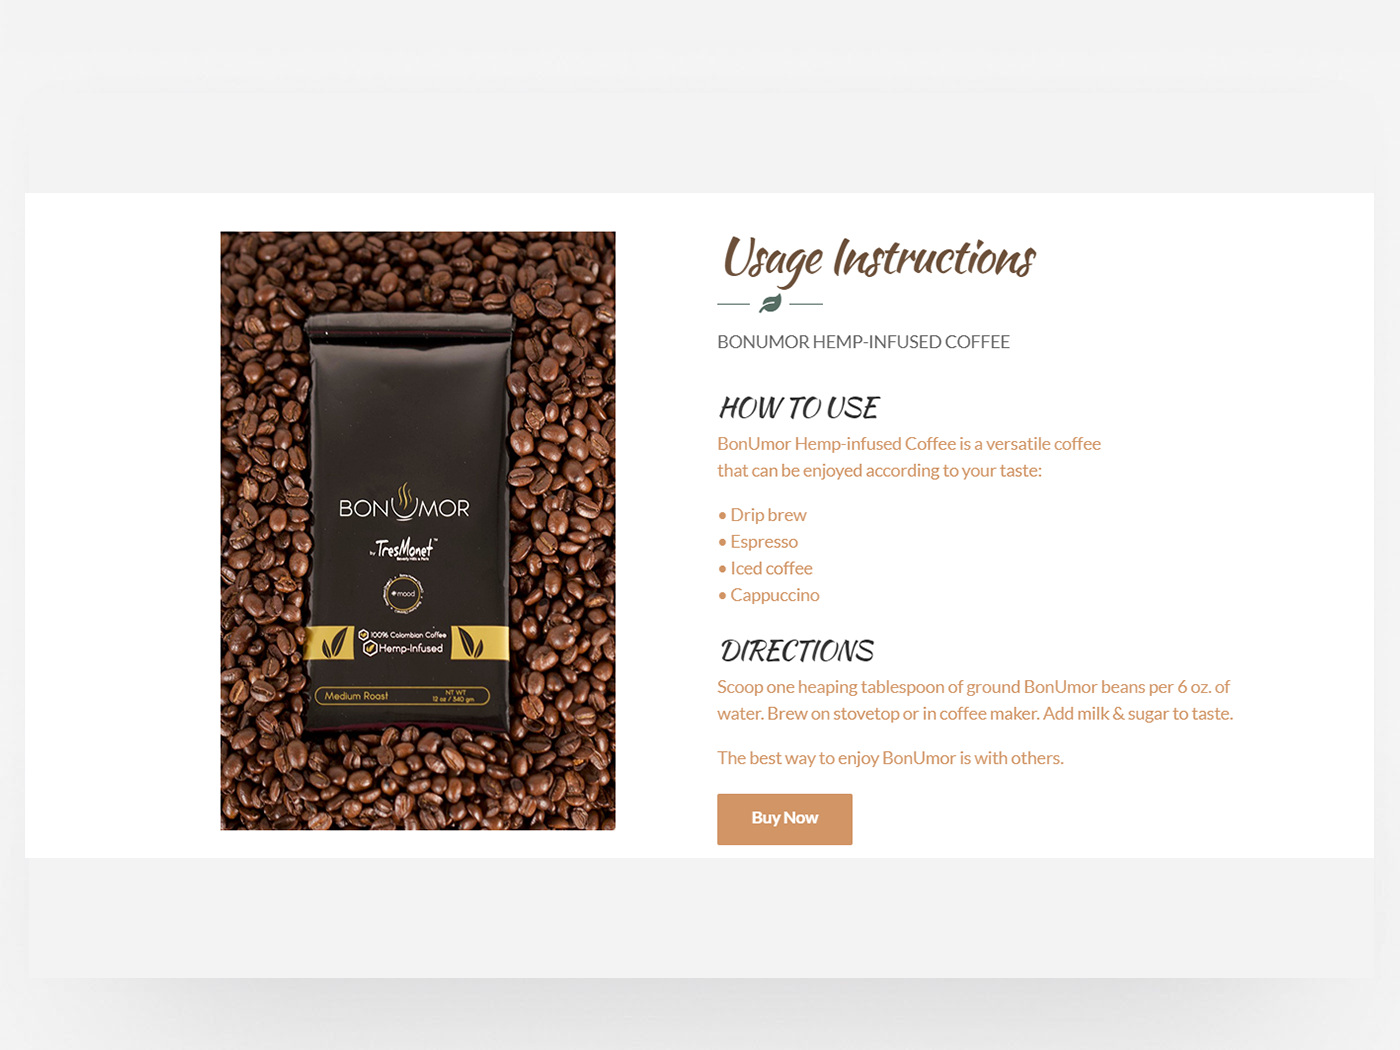 Usage Instructions
BONUMOR HEMP-INFUSED COFFEE
HOW TO USE
BonUmor Hemp-infused Coffee is a versatile coffee
that can be enjoyed according to your taste:
• Drip brew
• Espresso
• Iced coffee
• Cappuccino
DIRECTIONS
Scoop one heaping tablespoon of ground BonUmor beans per 6 oz. of
water. Brew on stovetop or in coffee maker. Add milk & sugar to taste.
The best way to enjoy BonUmor is with others.
Buy Now
BONUMOR
by TresMonet™
Beverly Hills & Paris
mood
100% Colombian Coffee
Hemp-Infused
Medium Roast
NT WT
12 oz / 340 gm